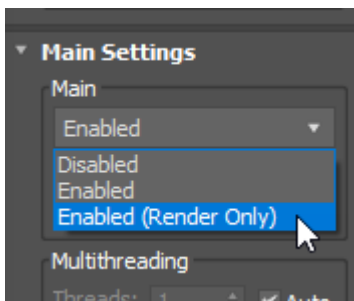 Main Settings
Main
Enabled
Disabled
Enabled
Enabled (Render Only)
Multithreading
Threads: 1
Auto